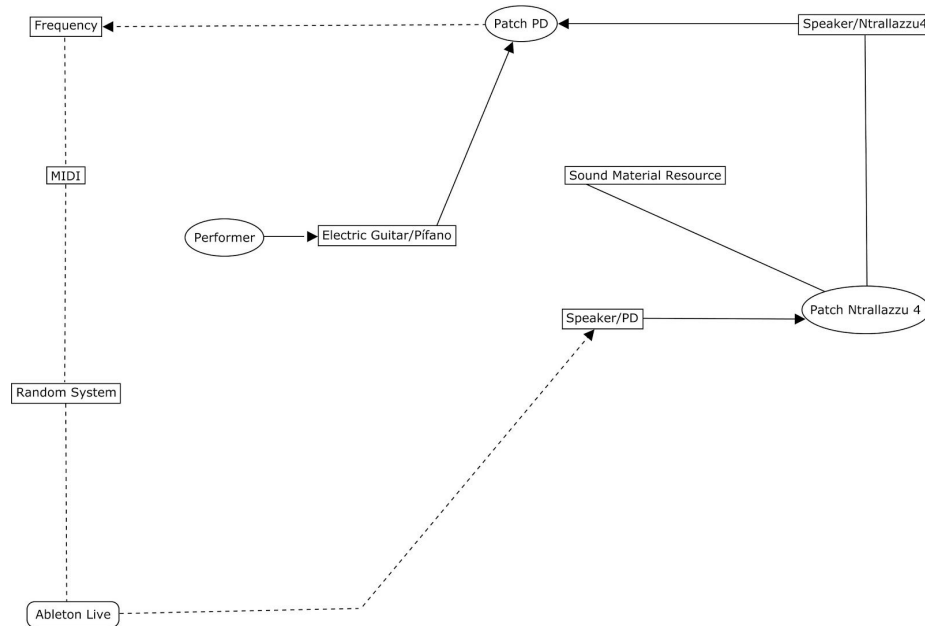 Frequency
Patch PD
Speaker/Ntrallazzu4
MIDI
Sound Material Resource
Performer
Electric Guitar/Pífano
Patch Ntrallazzu 4
Speaker/PD
Random System
Ableton Live